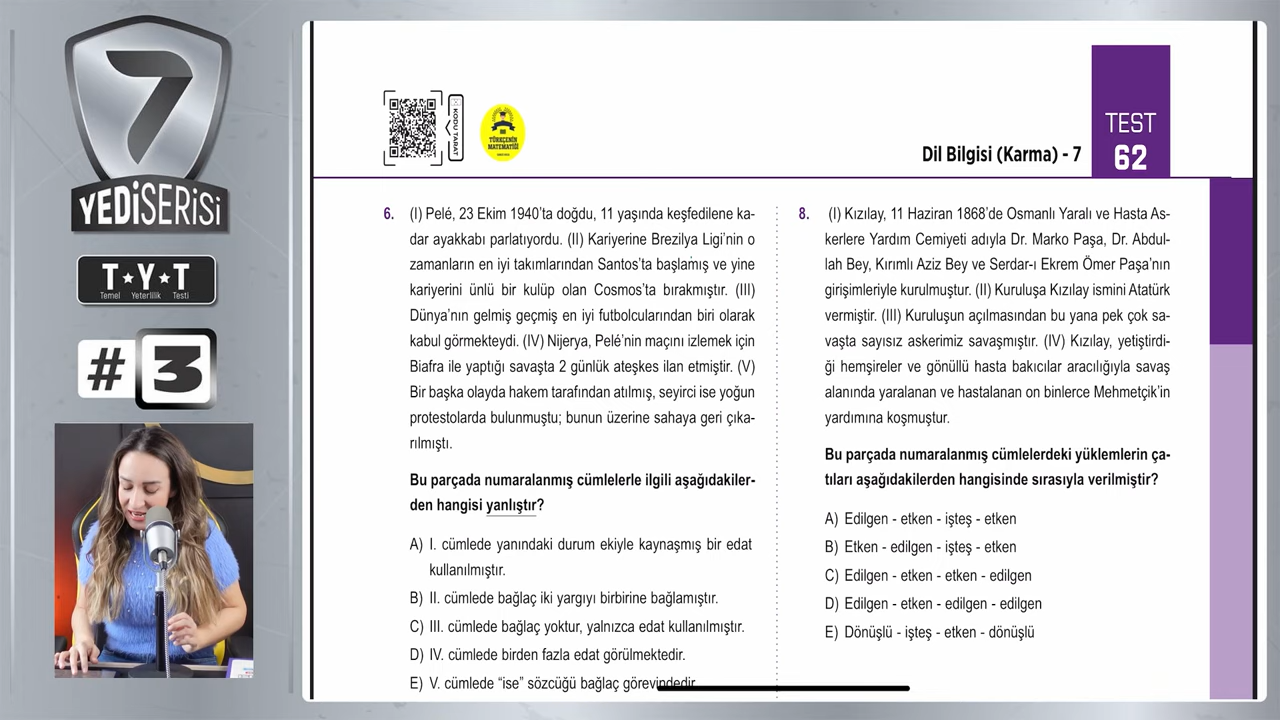 7
YEDİSERİSİ
T★Y★T
Temel Yeterlilik Testi
#3
KODU TARAT
TÜRKÇENİN
MATEMATİĞİ
Dil Bilgisi (Karma) - 7
TEST
62
6. (I) Pelé, 23 Ekim 1940’ta doğdu, 11 yaşında keşfedilene ka-
dar ayakkabı parlatıyordu. (II) Kariyerine Brezilya Ligi’nin o
zamanların en iyi takımlarından Santos’ta başlamış ve yine
kariyerini ünlü bir kulüp olan Cosmos’ta bırakmıştır. (III)
Dünya’nın gelmiş geçmiş en iyi futbolcularından biri olarak
kabul görmekteydi. (IV) Nijerya, Pelé’nin maçını izlemek için
Biafra ile yaptığı savaşta 2 günlük ateşkes ilan etmiştir. (V)
Bir başka olayda hakem tarafından atılmış, seyirci ise yoğun
protestolarda bulunmuştu; bunun üzerine sahaya geri çıka-
rılmıştı.
Bu parçada numaralanmış cümlelerle ilgili aşağıdakiler-
den hangisi yanlıştır?
A) I. cümlede yanındaki durum ekiyle kaynaşmış bir edat
kullanılmıştır.
B) II. cümlede bağlaç iki yargıyı birbirine bağlamıştır.
C) III. cümlede bağlaç yoktur, yalnızca edat kullanılmıştır.
D) IV. cümlede birden fazla edat görülmektedir.
E) V. cümlede “ise” sözcüğü bağlaç görevindedir.
8. (I) Kızılay, 11 Haziran 1868’de Osmanlı Yaralı ve Hasta As-
kerlere Yardım Cemiyeti adıyla Dr. Marko Paşa, Dr. Abdul-
lah Bey, Kırımlı Aziz Bey ve Serdar-ı Ekrem Ömer Paşa’nın
girişimleriyle kurulmuştur. (II) Kuruluşa Kızılay ismini Atatürk
vermiştir. (III) Kuruluşun açılmasından bu yana pek çok sa-
vaşta sayısız askerimiz savaşmıştır. (IV) Kızılay, yetiştirdi-
ği hemşireler ve gönüllü hasta bakıcılar aracılığıyla savaş
alanında yaralanan ve hastalanan on binlerce Mehmetçik’in
yardımına koşmuştur.
Bu parçada numaralanmış cümlelerdeki yüklemlerin ça-
tıları aşağıdakilerden hangisinde sırasıyla verilmiştir?
A) Edilgen - etken - işteş - etken
B) Etken - edilgen - işteş - etken
C) Edilgen - etken - etken - edilgen
D) Edilgen - etken - edilgen - edilgen
E) Dönüşlü - işteş - etken - dönüşlü